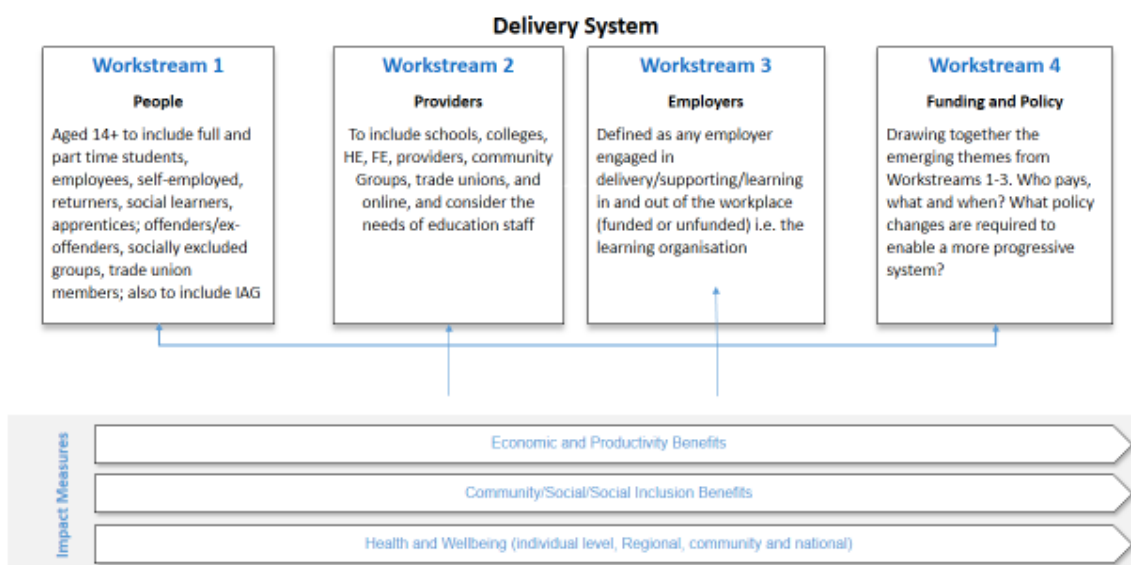 Delivery System
Workstream 1
People
Aged 14+ to include full and
part time students,
employees, self-employed,
returners, social learners,
apprentices; offenders/ex-
offenders, socially excluded
groups, trade union
members; also to include IAG
Workstream 2
Providers
To include schools, colleges,
HE, FE, providers, community
Groups, trade unions, and
online, and consider the
needs of education staff
Workstream 3
Employers
Defined as any employer
engaged in
delivery/supporting/learning
in and out of the workplace
(funded or unfunded) i.e. the
learning organisation
Workstream 4
Funding and Policy
Drawing together the
emerging themes from
Workstreams 1-3. Who pays,
what and when? What policy
changes are required to
enable a more progressive
system?
Impact Measures
Economic and Productivity Benefits
Community/Social/Social Inclusion Benefits
Health and Wellbeing (individual level, Regional, community and national)